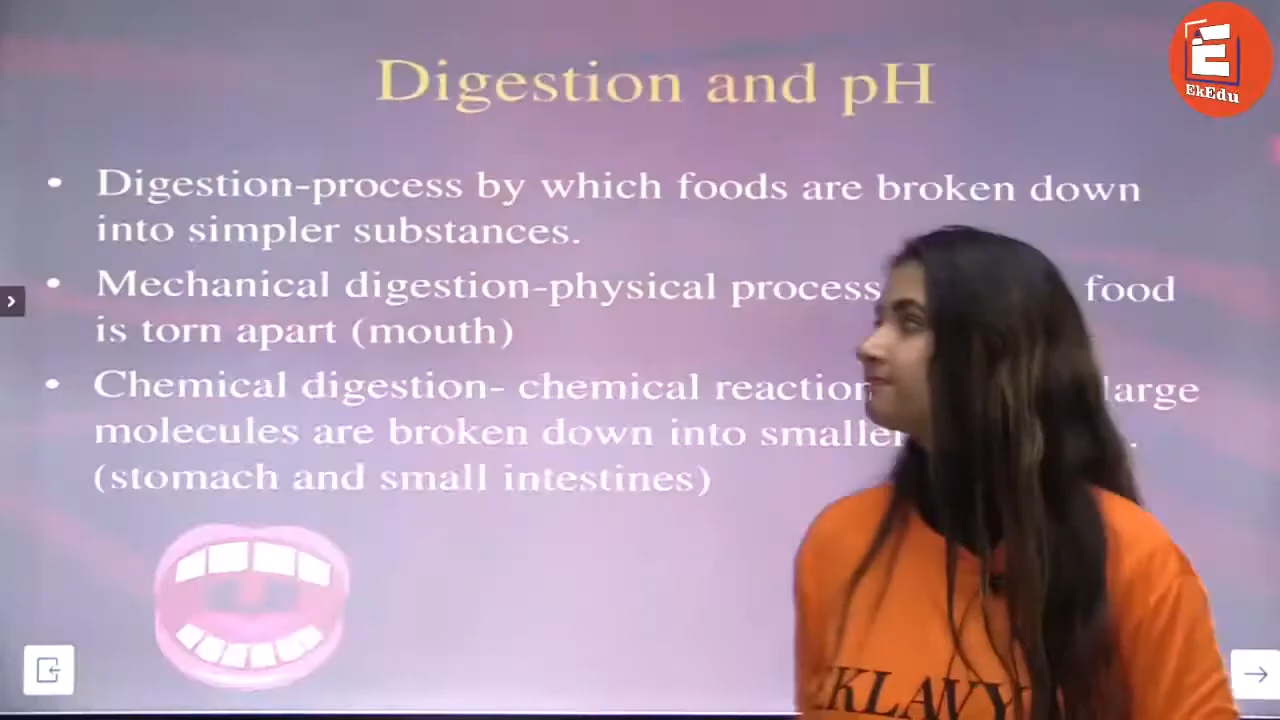 Digestion and pH
EkEdu
• Digestion-process by which foods are broken down
into simpler substances.
• Mechanical digestion-physical process food
is torn apart (mouth)
• Chemical digestion- chemical reaction large
molecules are broken down into smaller .
(stomach and small intestines)
KLAVY